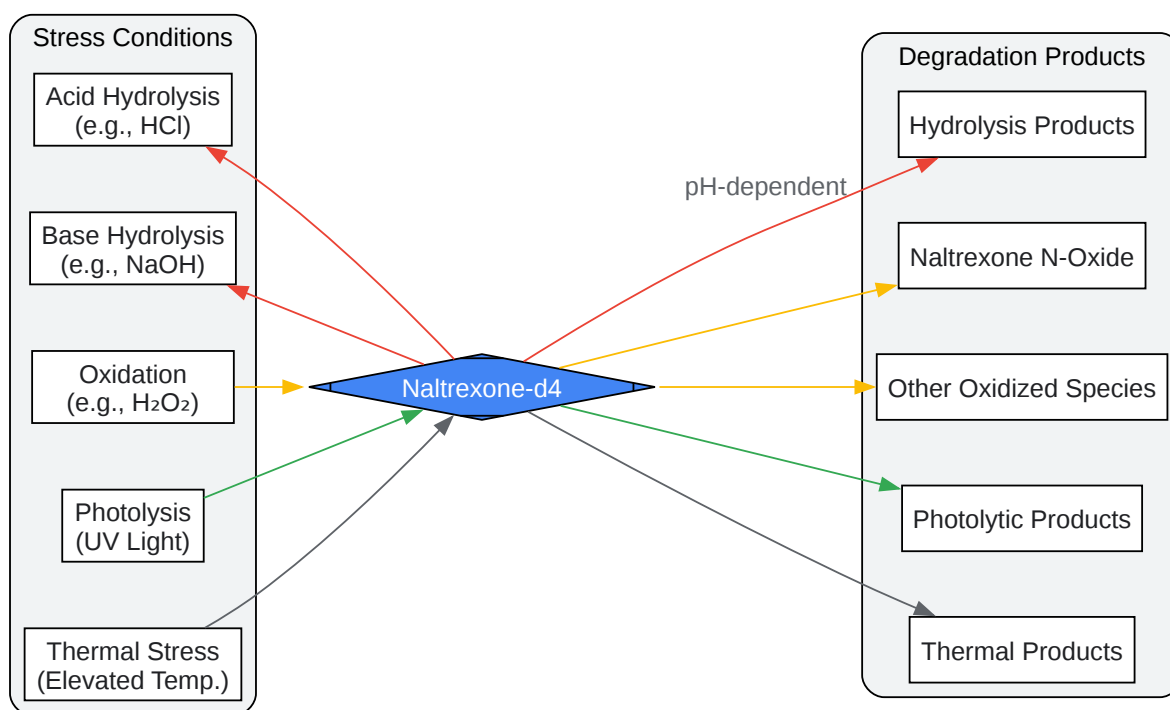 Stress Conditions
Acid Hydrolysis
(e.g., HCl)
Base Hydrolysis
(e.g., NaOH)
Oxidation
(e.g., H₂O₂)
Photolysis
(UV Light)
Thermal Stress
(Elevated Temp.)
Naltrexone-d4
pH-dependent
Degradation Products
Hydrolysis Products
Naltrexone N-Oxide
Other Oxidized Species
Photolytic Products
Thermal Products